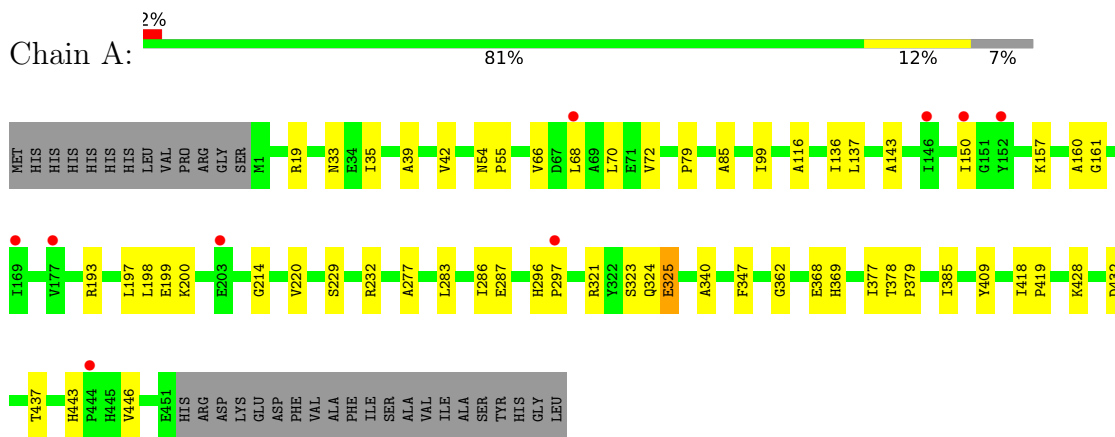 2%
Chain A:
81% 12% 7%
MET HIS HIS HIS HIS HIS HIS LEU VAL PRO ARG GLY SER M1 R19 N33 E34 I35 A39 V42 N54 P55 V66 D67 L68 A69 L70 E71 V72 P79 A85 I99 A116 I136 L137 A143 I146 I150 G151 Y152 K157 A160 G161
I169 V177 R193 L197 L198 E199 K200 E203 G214 V220 S229 R232 A277 L283 I286 E287 H296 P297 R321 Y322 S323 Q324 E325 A340 F347 G362 E368 H369 I377 T378 P379 I385 Y409 I418 P419 K428
T437 H443 P444 H445 V446 E451 HIS ARG ASP LYS GLU ASP PHE VAL ALA PHE ILE SER ALA VAL ILE ALA SER TYR HIS GLY LEU